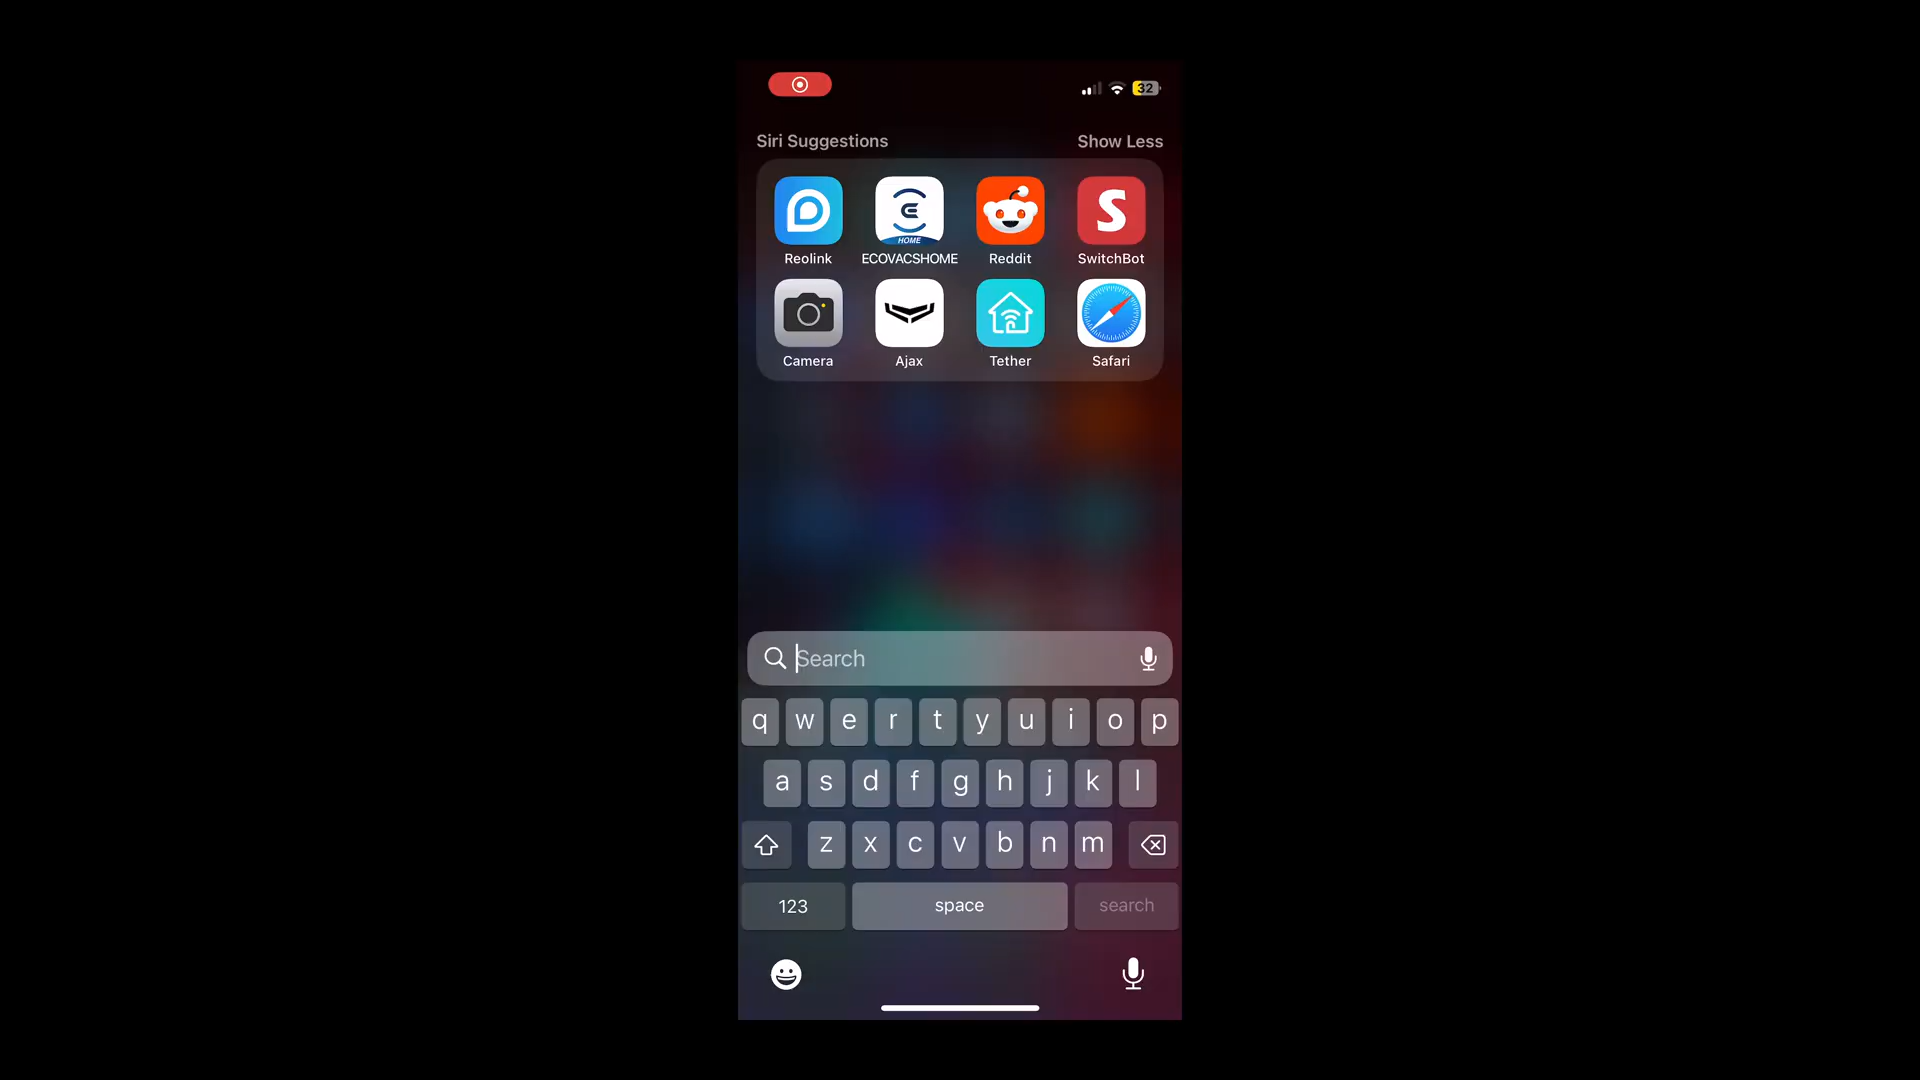 32
Siri Suggestions Show Less
HOME
Reolink ECOVACSHOME Reddit SwitchBot
Camera Ajax Tether Safari
Search
q w e r t y u i o p
a s d f g h j k l
z x c v b n m
123 space search